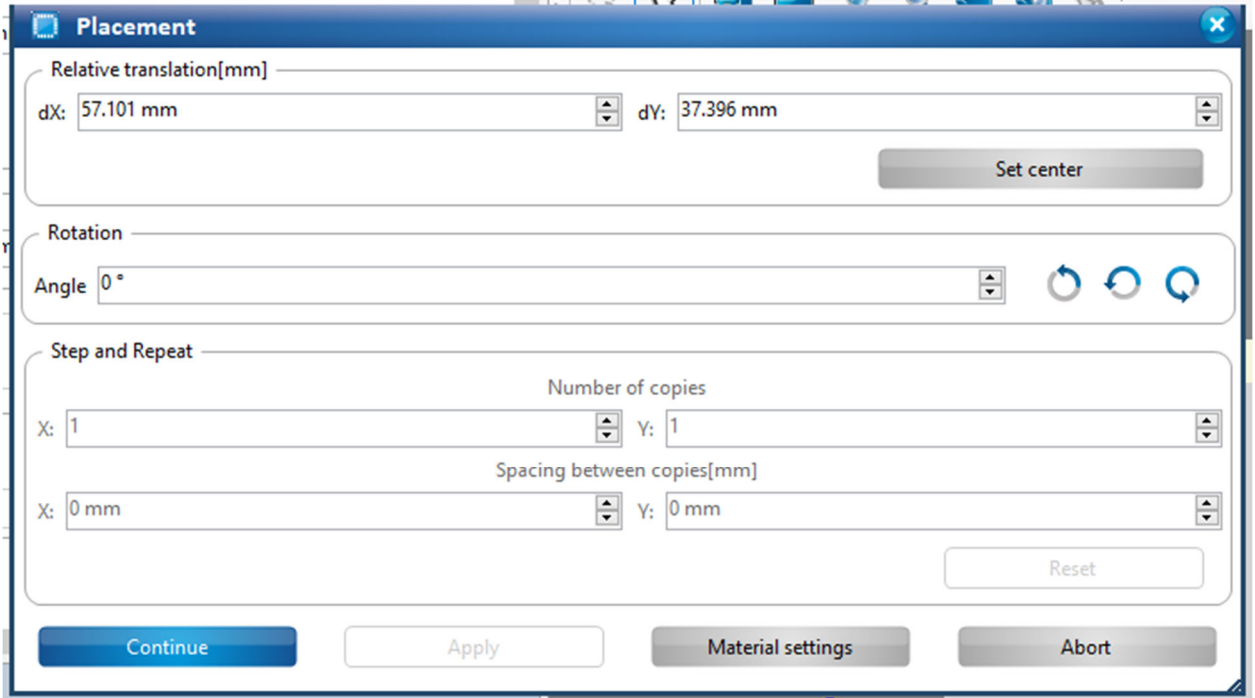 Placement
Relative translation[mm]
dX: 57.101 mm dY: 37.396 mm
Set center
Rotation
Angle 0 °
Step and Repeat
Number of copies
X: 1 Y: 1
Spacing between copies[mm]
X: 0 mm Y: 0 mm
Reset
Continue Apply Material settings Abort